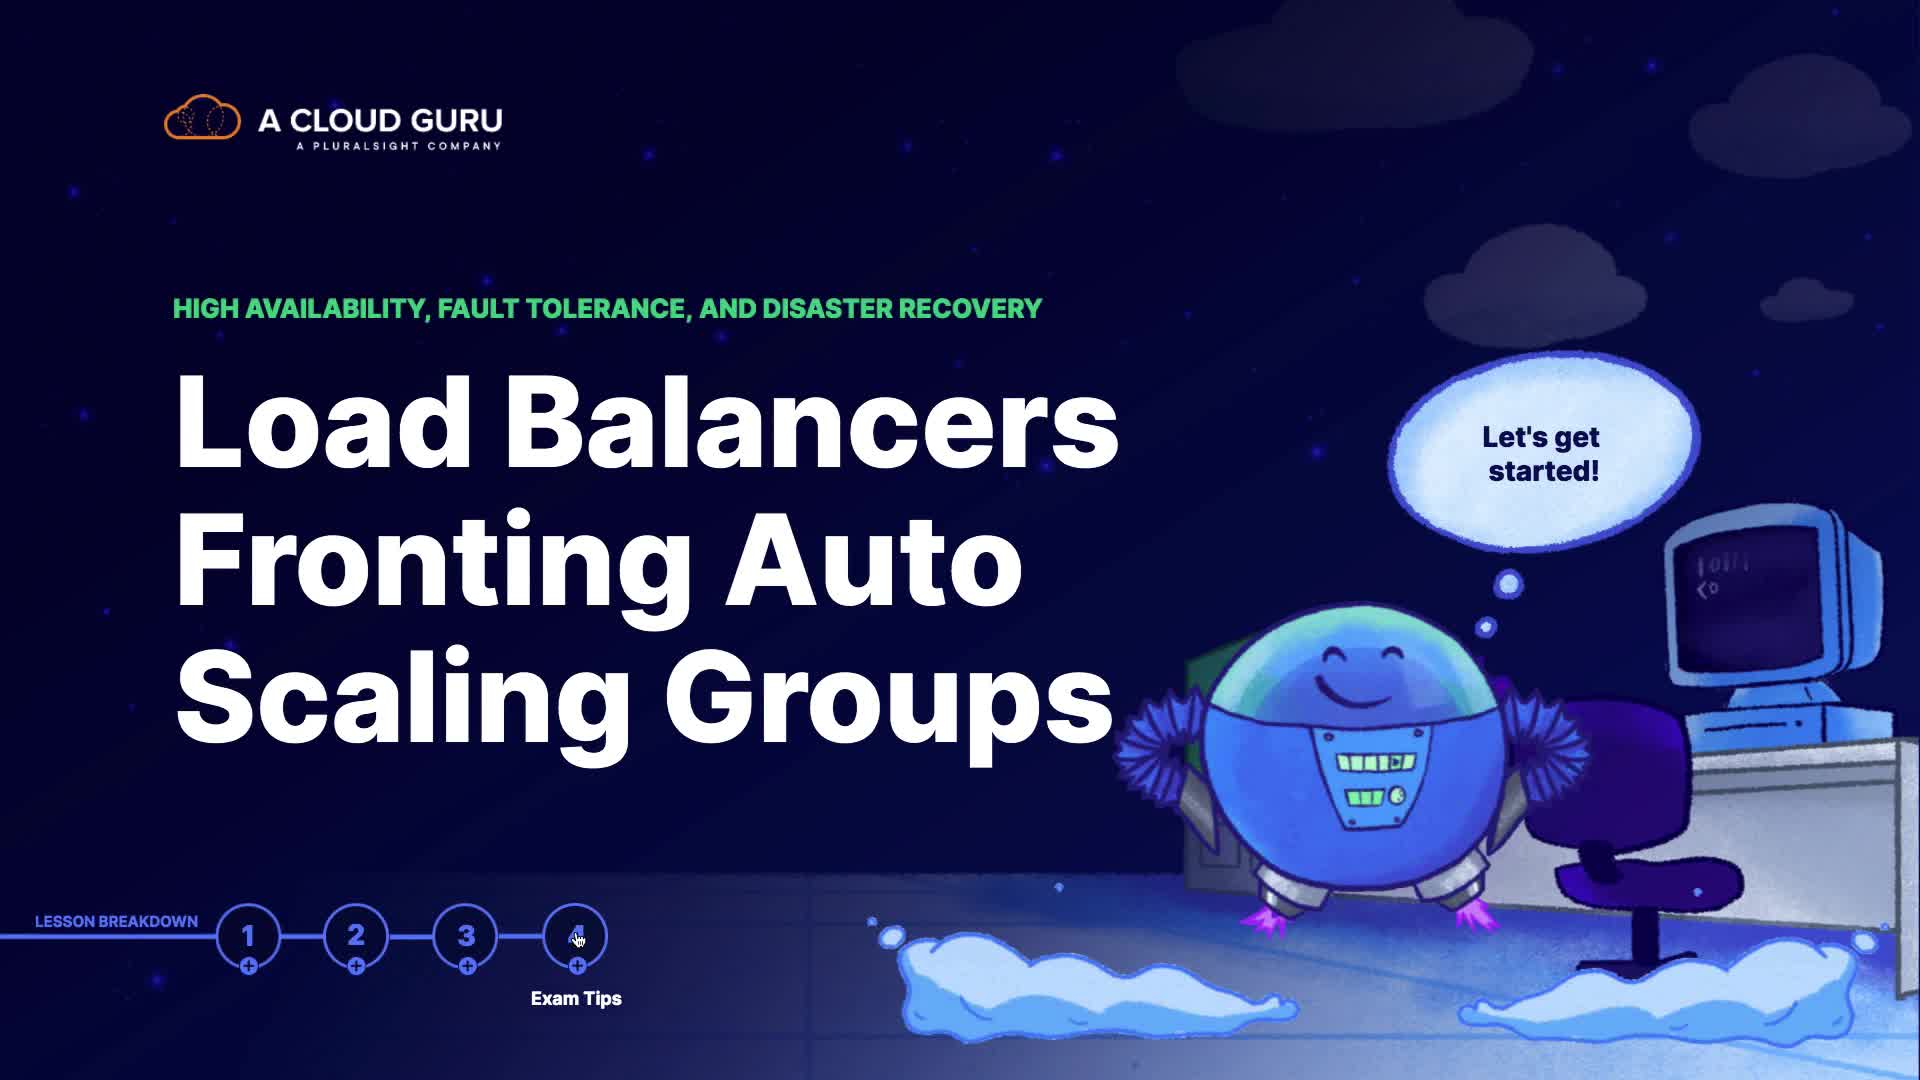 A CLOUD GURU
A PLURALSIGHT COMPANY
HIGH AVAILABILITY, FAULT TOLERANCE, AND DISASTER RECOVERY
Load Balancers
Fronting Auto
Scaling Groups
Let's get
started!
LESSON BREAKDOWN
1
2
3
4
Exam Tips